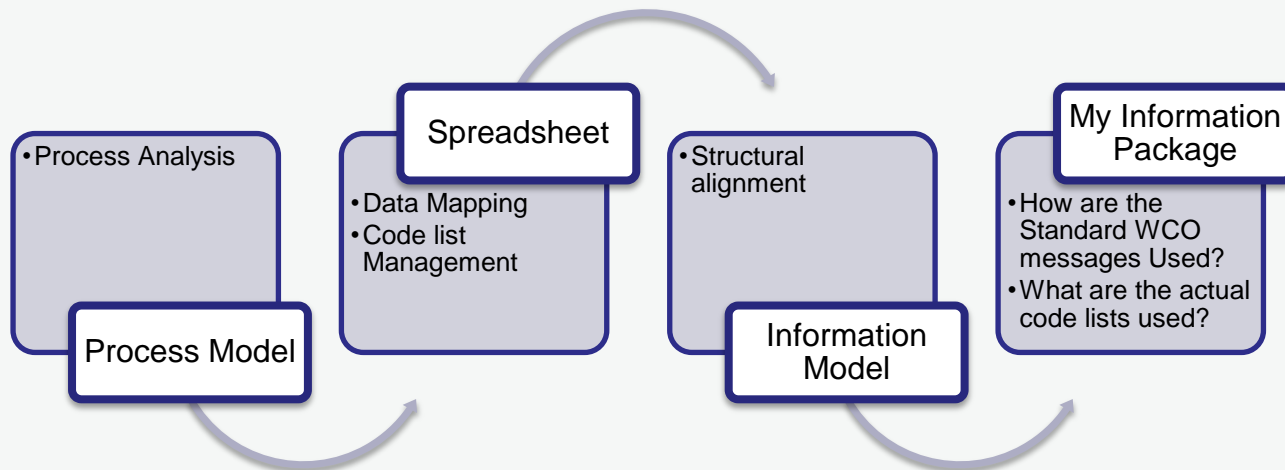 •Process Analysis
Process Model
Spreadsheet
•Data Mapping
•Code list
Management
•Structural
alignment
Information
Model
My Information
Package
•How are the
Standard WCO
messages Used?
•What are the actual
code lists used?